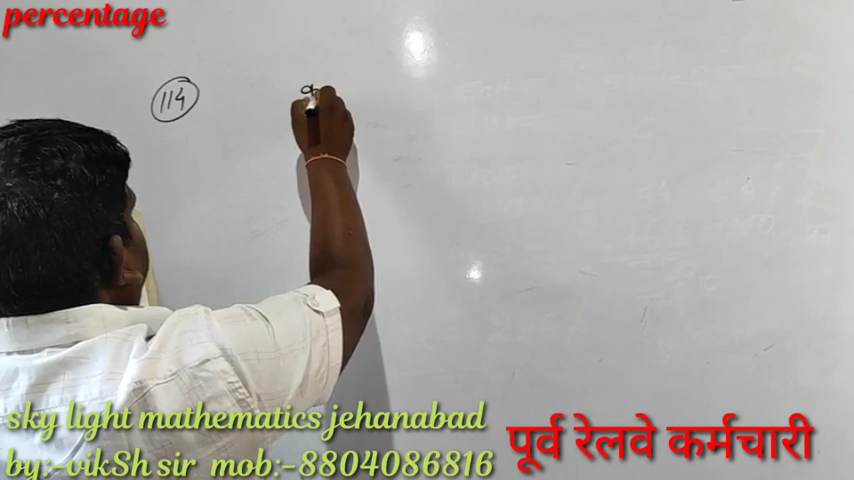 percentage
114
sky light mathematics jehanabad
by:-vikSh sir mob:-8804086816
पूर्व रेलवे कर्मचारी